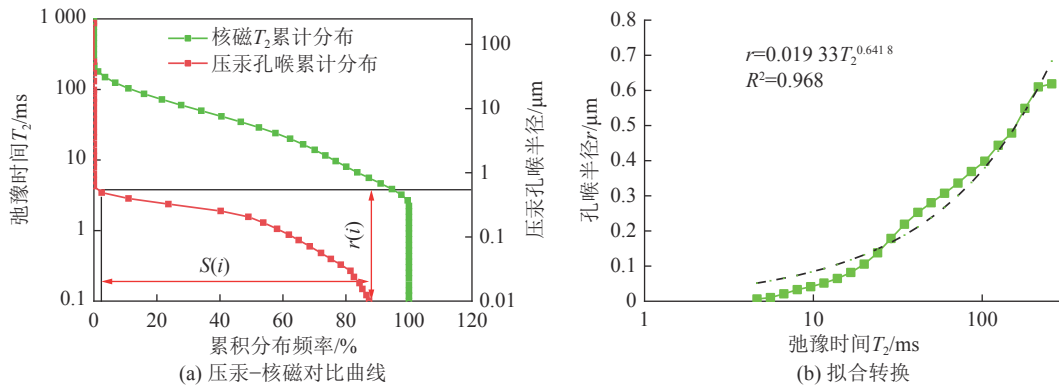 1 000
100
10
1
0.1
弛豫时间T₂/ms
核磁T₂累计分布
压汞孔喉累计分布
S(i)
r(i)
100
10
1
0.1
0.01
压汞孔喉半径/μm
0 20 40 60 80 100 120
累积分布频率/%
(a) 压汞−核磁对比曲线
0.8
0.7
0.6
0.5
0.4
0.3
0.2
0.1
0
孔喉半径r/μm
r=0.019 33T₂^0.641 8
R²=0.968
1 10 100
弛豫时间T₂/ms
(b) 拟合转换